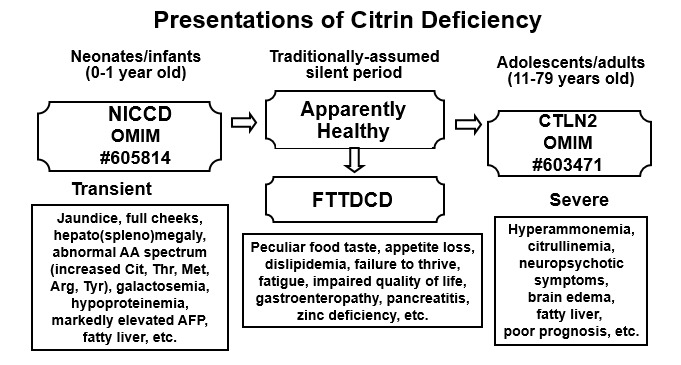 Presentations of Citrin Deficiency
Neonates/infants
(0-1 year old)
Traditionally-assumed
silent period
Adolescents/adults
(11-79 years old)
NICCD
OMIM
#605814
Apparently
Healthy
CTLN2
OMIM
#603471
Transient
FTTDCD
Severe
Jaundice, full cheeks,
hepato(spleno)megaly,
abnormal AA spectrum
(increased Cit, Thr, Met,
Arg, Tyr), galactosemia,
hypoproteinemia,
markedly elevated AFP,
fatty liver, etc.
Peculiar food taste, appetite loss,
dislipidemia, failure to thrive,
fatigue, impaired quality of life,
gastroenteropathy, pancreatitis,
zinc deficiency, etc.
Hyperammonemia,
citrullinemia,
neuropsychotic
symptoms,
brain edema,
fatty liver,
poor prognosis, etc.